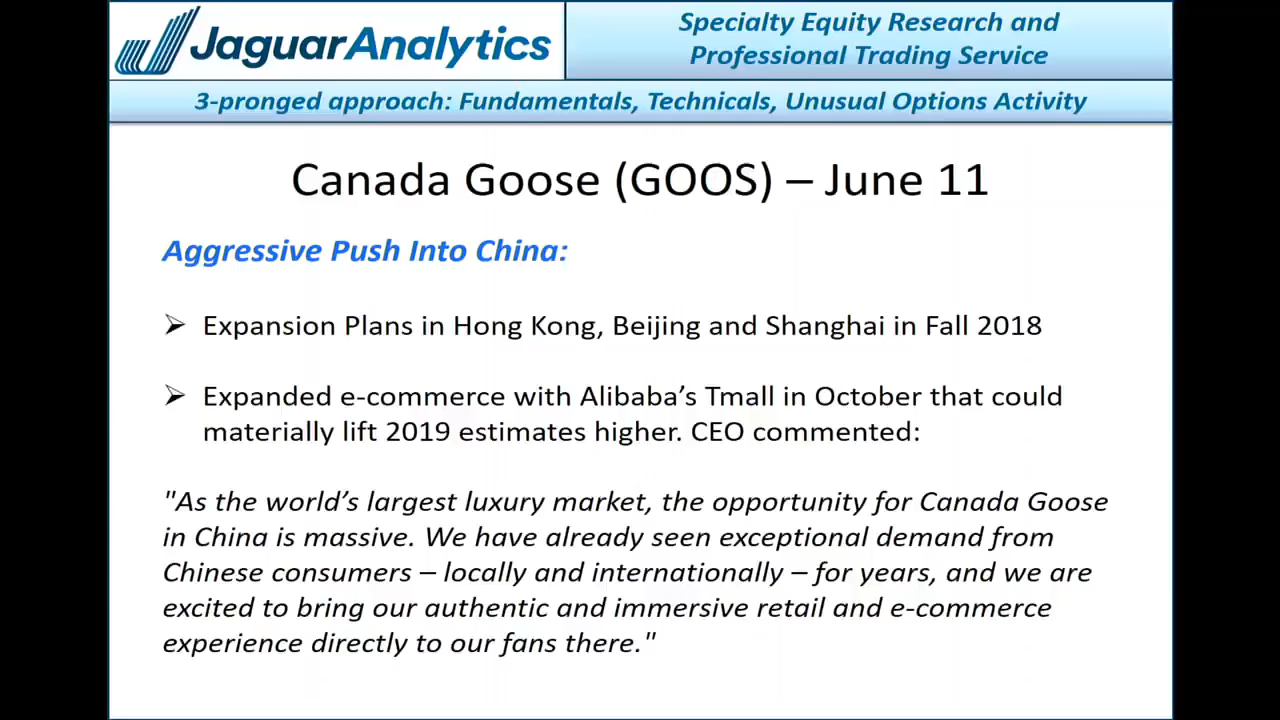 JaguarAnalytics
Specialty Equity Research and
Professional Trading Service
3-pronged approach: Fundamentals, Technicals, Unusual Options Activity
Canada Goose (GOOS) – June 11
Aggressive Push Into China:
➢ Expansion Plans in Hong Kong, Beijing and Shanghai in Fall 2018
➢ Expanded e-commerce with Alibaba’s Tmall in October that could
materially lift 2019 estimates higher. CEO commented:
"As the world’s largest luxury market, the opportunity for Canada Goose
in China is massive. We have already seen exceptional demand from
Chinese consumers – locally and internationally – for years, and we are
excited to bring our authentic and immersive retail and e-commerce
experience directly to our fans there."